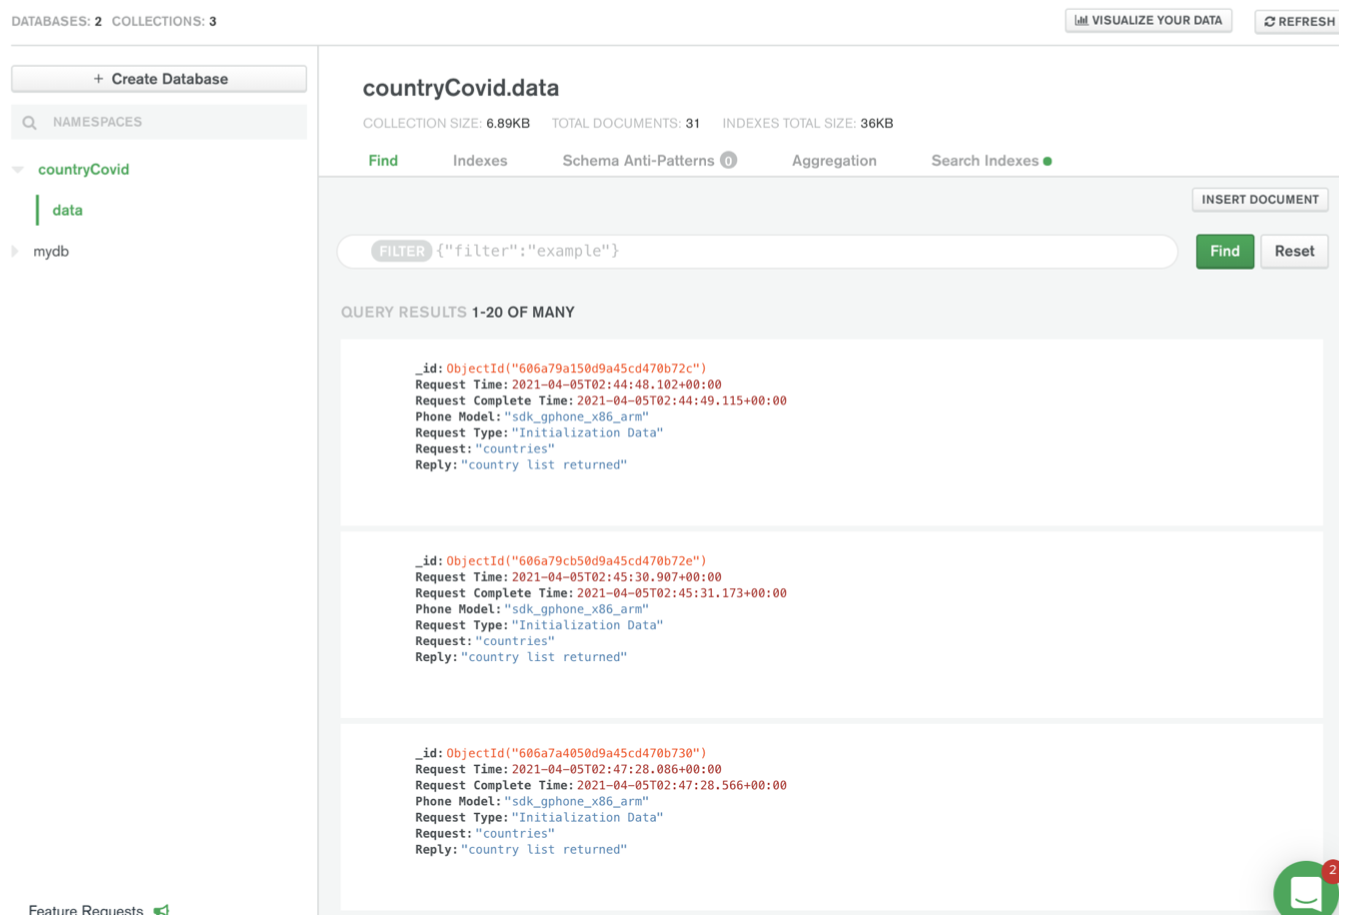 DATABASES: 2 COLLECTIONS: 3
VISUALIZE YOUR DATA
REFRESH
+ Create Database
NAMESPACES
countryCovid
data
mydb
Feature Requests
countryCovid.data
COLLECTION SIZE: 6.89KB TOTAL DOCUMENTS: 31 INDEXES TOTAL SIZE: 36KB
Find Indexes Schema Anti-Patterns 0 Aggregation Search Indexes
INSERT DOCUMENT
FILTER {"filter":"example"}
Find Reset
QUERY RESULTS 1-20 OF MANY
_id: ObjectId("606a79a150d9a45cd470b72c")
Request Time: 2021-04-05T02:44:48.102+00:00
Request Complete Time: 2021-04-05T02:44:49.115+00:00
Phone Model: "sdk_gphone_x86_arm"
Request Type: "Initialization Data"
Request: "countries"
Reply: "country list returned"
_id: ObjectId("606a79cb50d9a45cd470b72e")
Request Time: 2021-04-05T02:45:30.907+00:00
Request Complete Time: 2021-04-05T02:45:31.173+00:00
Phone Model: "sdk_gphone_x86_arm"
Request Type: "Initialization Data"
Request: "countries"
Reply: "country list returned"
_id: ObjectId("606a7a4050d9a45cd470b730")
Request Time: 2021-04-05T02:47:28.086+00:00
Request Complete Time: 2021-04-05T02:47:28.566+00:00
Phone Model: "sdk_gphone_x86_arm"
Request Type: "Initialization Data"
Request: "countries"
Reply: "country list returned"
2